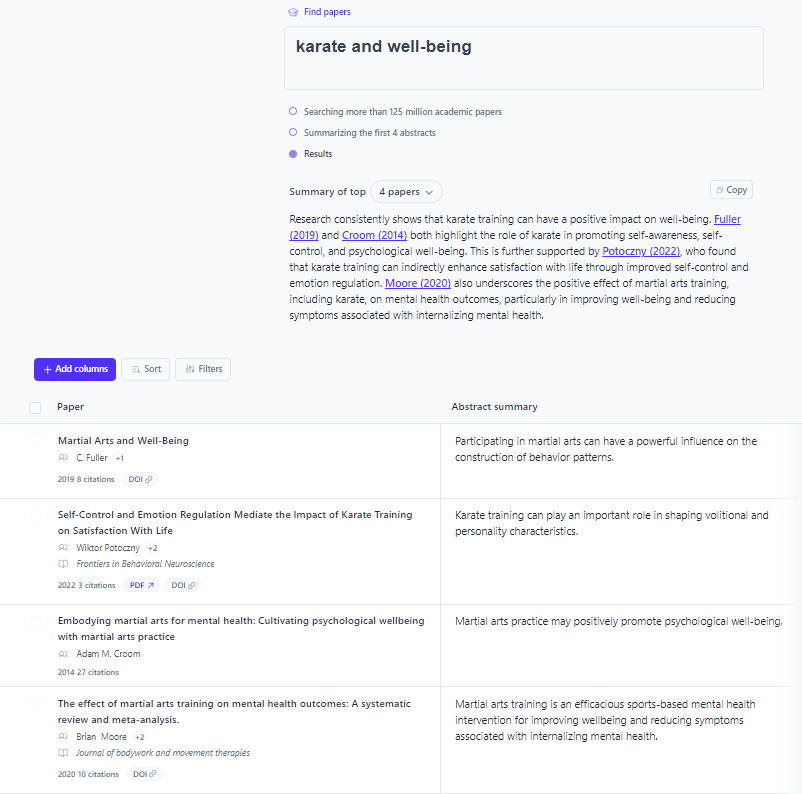 Find papers
karate and well-being
Searching more than 125 million academic papers
Summarizing the first 4 abstracts
Results
Summary of top 4 papers Copy
Research consistently shows that karate training can have a positive impact on well-being. Fuller
(2019) and Croom (2014) both highlight the role of karate in promoting self-awareness, self-
control, and psychological well-being. This is further supported by Potoczny (2022), who found
that karate training can indirectly enhance satisfaction with life through improved self-control and
emotion regulation. Moore (2020) also underscores the positive effect of martial arts training,
including karate, on mental health outcomes, particularly in improving well-being and reducing
symptoms associated with internalizing mental health.
+ Add columns Sort Filters
Paper Abstract summary
Martial Arts and Well-Being
C. Fuller +1
2019 8 citations DOI
Participating in martial arts can have a powerful influence on the
construction of behavior patterns.
Self-Control and Emotion Regulation Mediate the Impact of Karate Training
on Satisfaction With Life
Wiktor Potoczny +2
Frontiers in Behavioral Neuroscience
2022 3 citations PDF DOI
Karate training can play an important role in shaping volitional and
personality characteristics.
Embodying martial arts for mental health: Cultivating psychological wellbeing
with martial arts practice
Adam M. Croom
2014 27 citations
Martial arts practice may positively promote psychological well-being.
The effect of martial arts training on mental health outcomes: A systematic
review and meta-analysis.
Brian Moore +2
Journal of bodywork and movement therapies
2020 10 citations DOI
Martial arts training is an efficacious sports-based mental health
intervention for improving wellbeing and reducing symptoms
associated with internalizing mental health.